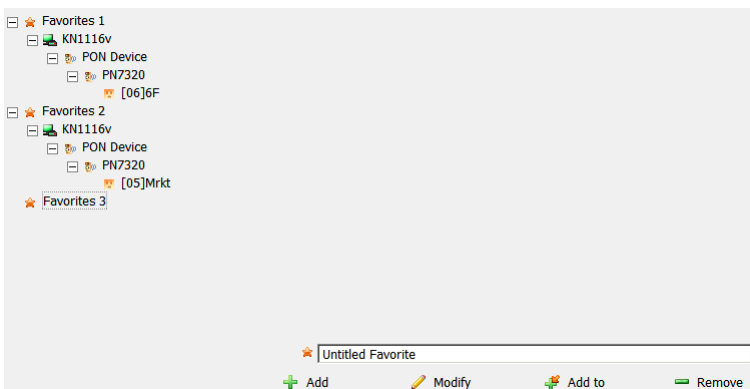 Favorites 1
KN1116v
PON Device
PN7320
[06]6F
Favorites 2
KN1116v
PON Device
PN7320
[05]Mrkt
Favorites 3
Untitled Favorite
Add Modify Add to Remove